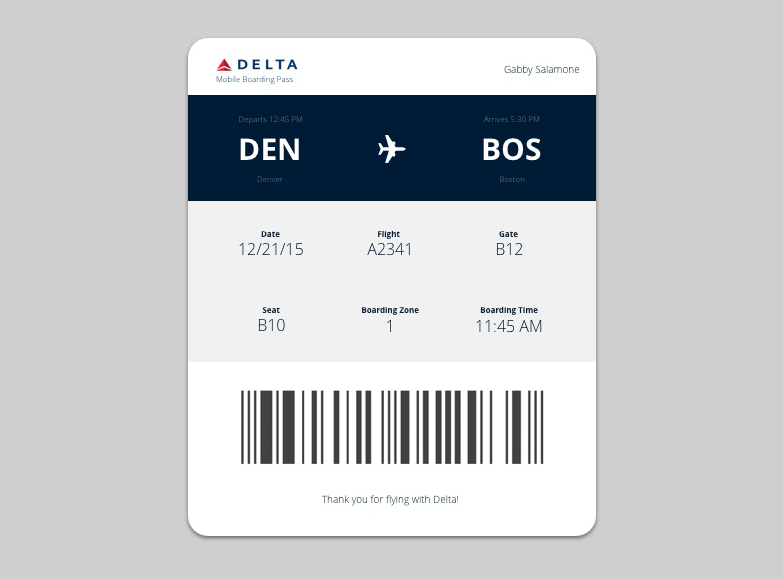 DELTA
Mobile Boarding Pass
Gabby Salamone
Departs 12:45 PM
Arrives 5:30 PM
DEN
BOS
Denver
Boston
Date
Flight
Gate
12/21/15
A2341
B12
Seat
Boarding Zone
Boarding Time
B10
1
11:45 AM
Thank you for flying with Delta!